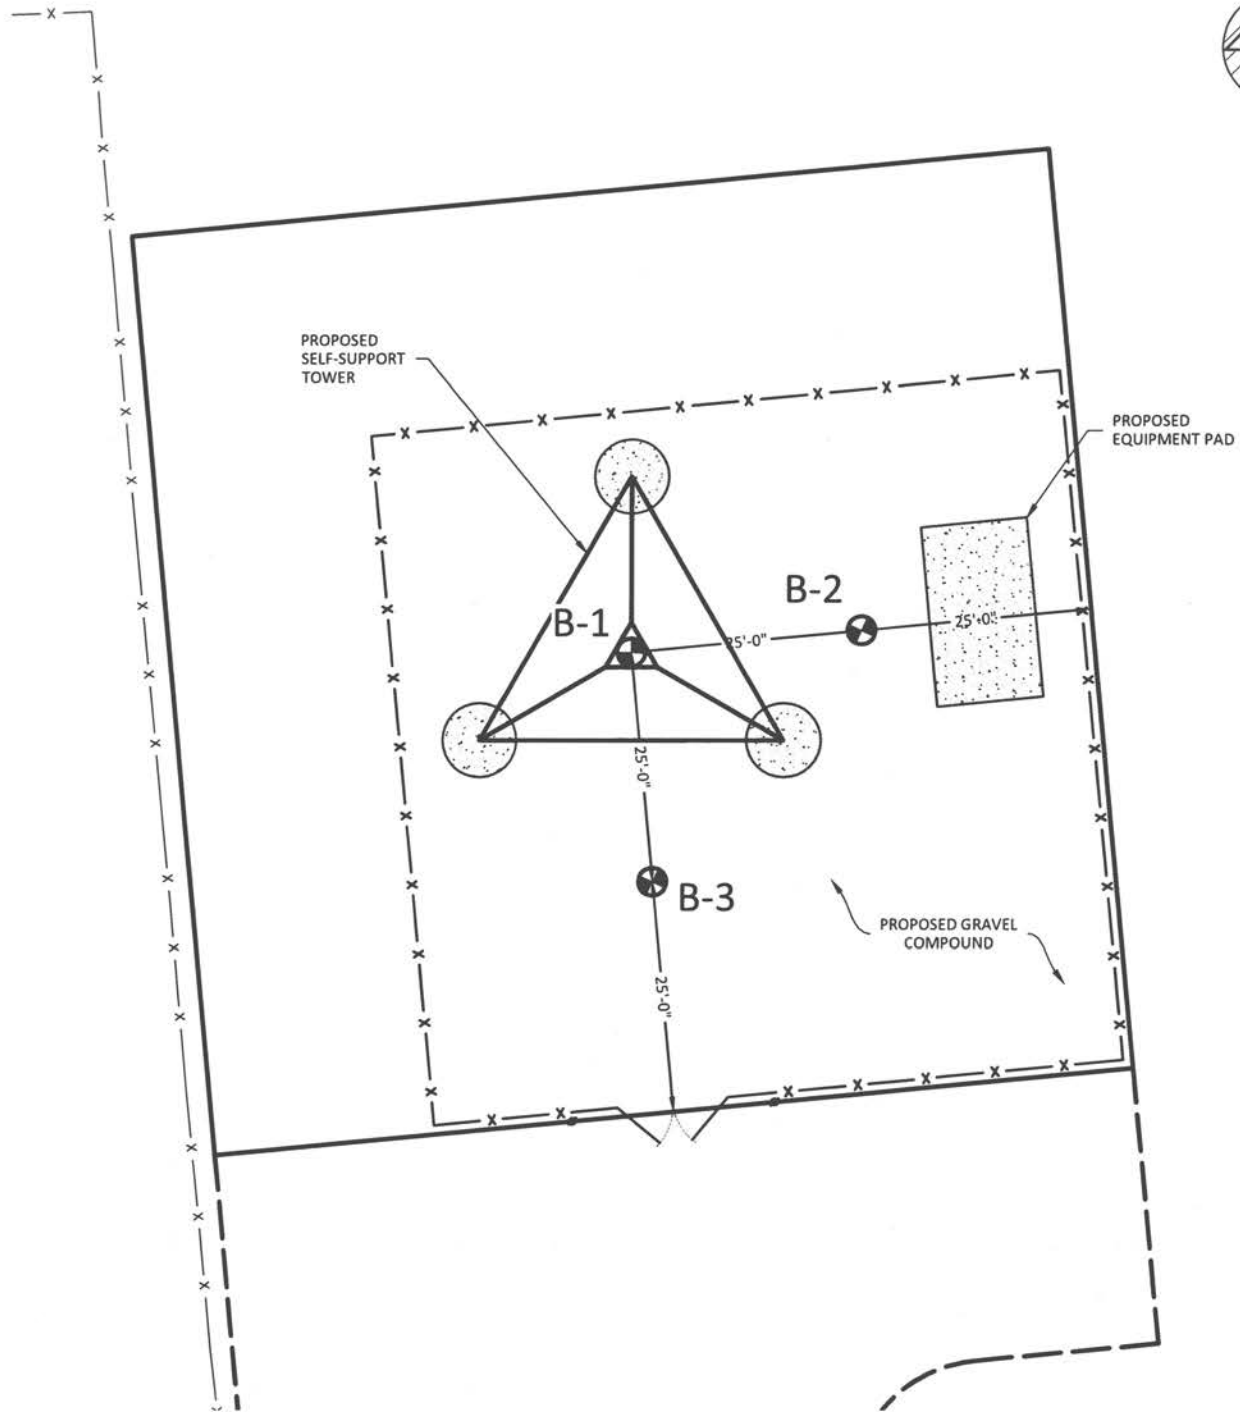 PROPOSED
SELF-SUPPORT
TOWER
PROPOSED
EQUIPMENT PAD
B-2
B-1
25'-0"
25'-0"
25'-0"
B-3
PROPOSED GRAVEL
COMPOUND
25'-0"